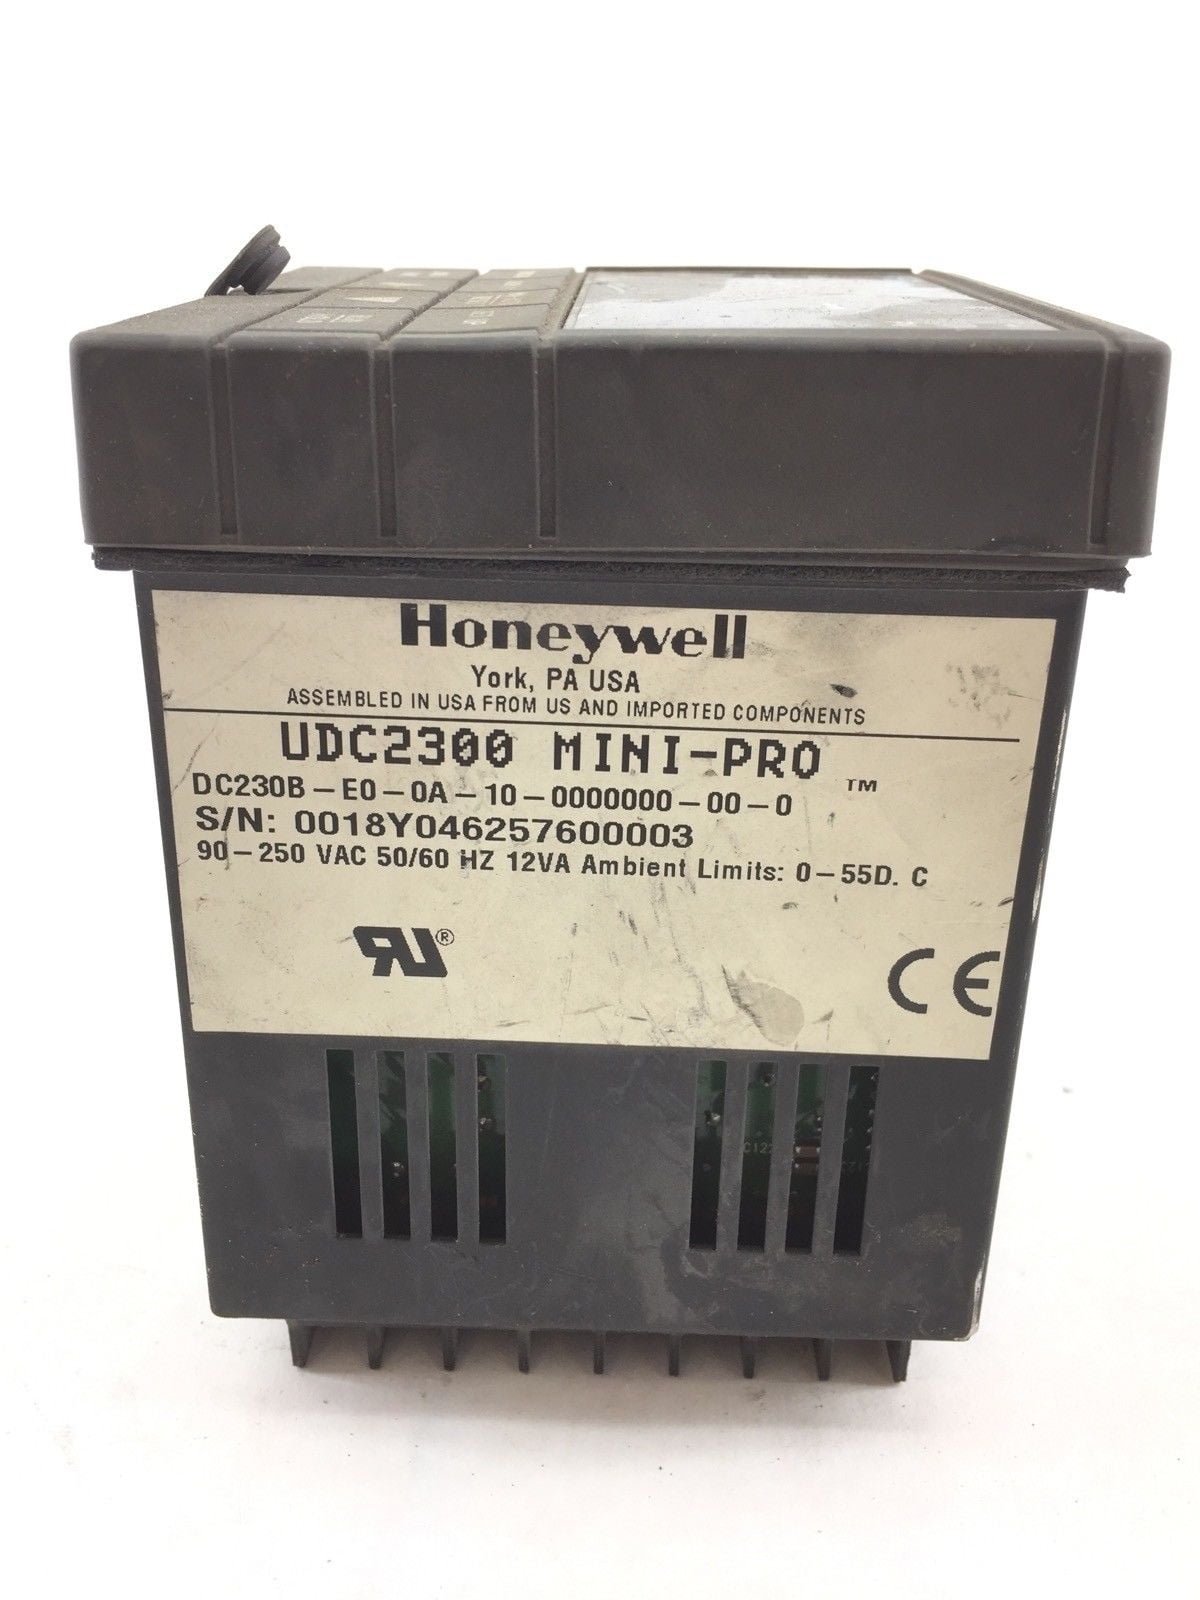 Honeywell
York, PA USA
ASSEMBLED IN USA FROM US AND IMPORTED COMPONENTS
UDC2300 MINI-PRO ™
DC230B-E0-0A-10-0000000-00-0
S/N: 0018Y046257600003
90-250 VAC 50/60 HZ 12VA Ambient Limits: 0-55D. C
RU®
CE